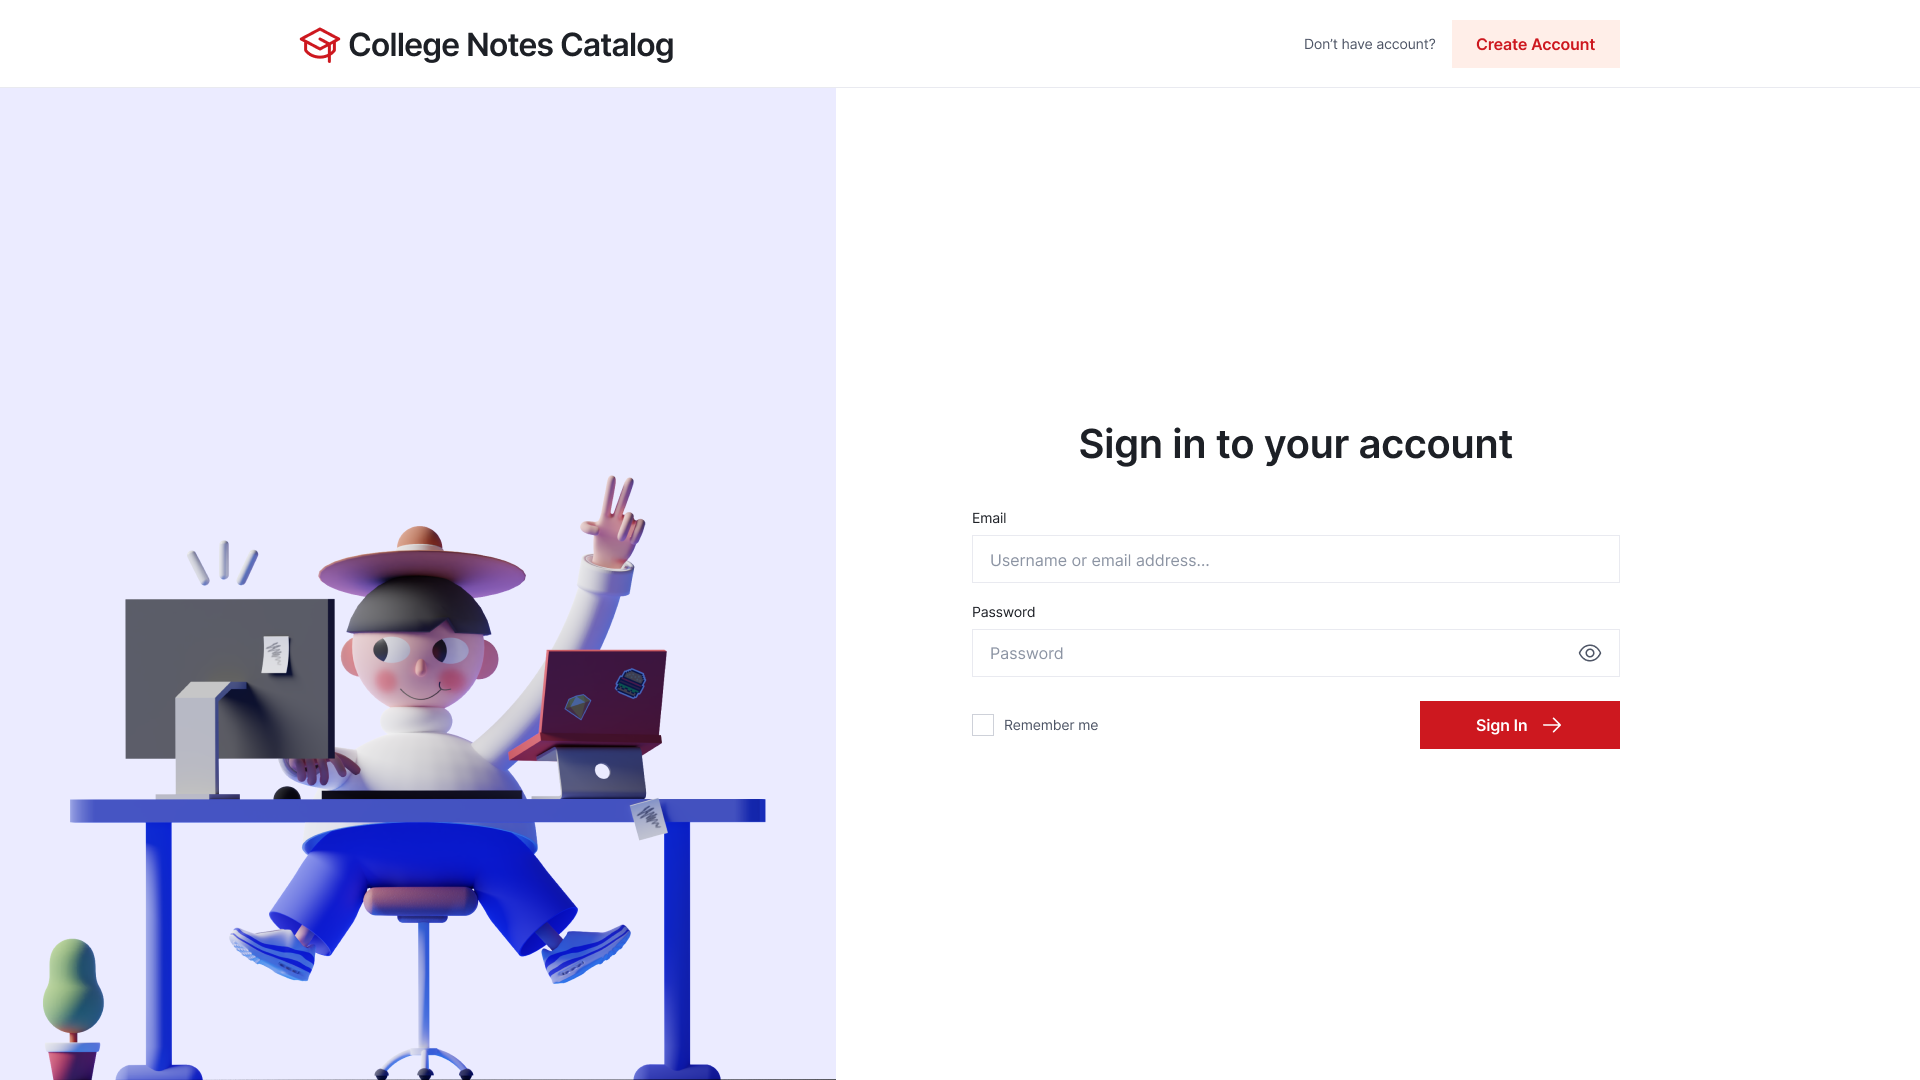 College Notes Catalog
Don't have account?
Create Account
Sign in to your account
Email
Username or email address...
Password
Password
Remember me
Sign In